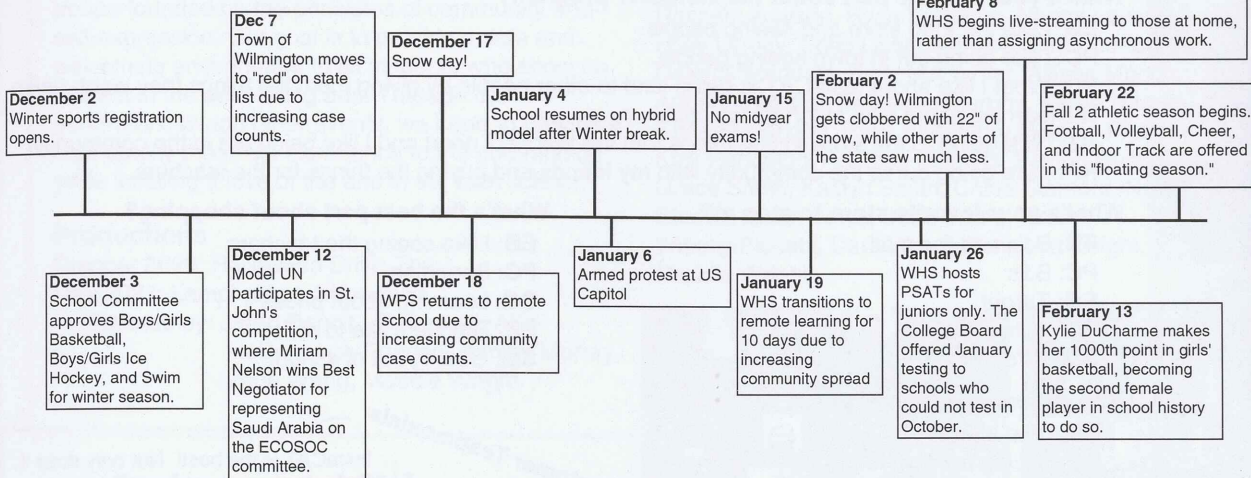 February 8
WHS begins live-streaming to those at home,
rather than assigning asynchronous work.
Dec 7
Town of
Wilmington moves
to "red" on state
list due to
increasing case
counts.
December 17
Snow day!
December 2
Winter sports registration
opens.
January 4
School resumes on hybrid
model after Winter break.
January 15
No midyear
exams!
February 2
Snow day! Wilmington
gets clobbered with 22" of
snow, while other parts of
the state saw much less.
February 22
Fall 2 athletic season begins.
Football, Volleyball, Cheer,
and Indoor Track are offered
in this "floating season."
December 3
School Committee
approves Boys/Girls
Basketball,
Boys/Girls Ice
Hockey, and Swim
for winter season.
December 12
Model UN
participates in St.
John's
competition,
where Miriam
Nelson wins Best
Negotiator for
representing
Saudi Arabia on
the ECOSOC
committee.
December 18
WPS returns to remote
school due to
increasing community
case counts.
January 6
Armed protest at US
Capitol
January 19
WHS transitions to
remote learning for
10 days due to
increasing
community spread
January 26
WHS hosts
PSATs for
juniors only. The
College Board
offered January
testing to
schools who
could not test in
October.
February 13
Kylie DuCharme makes
her 1000th point in girls'
basketball, becoming
the second female
player in school history
to do so.